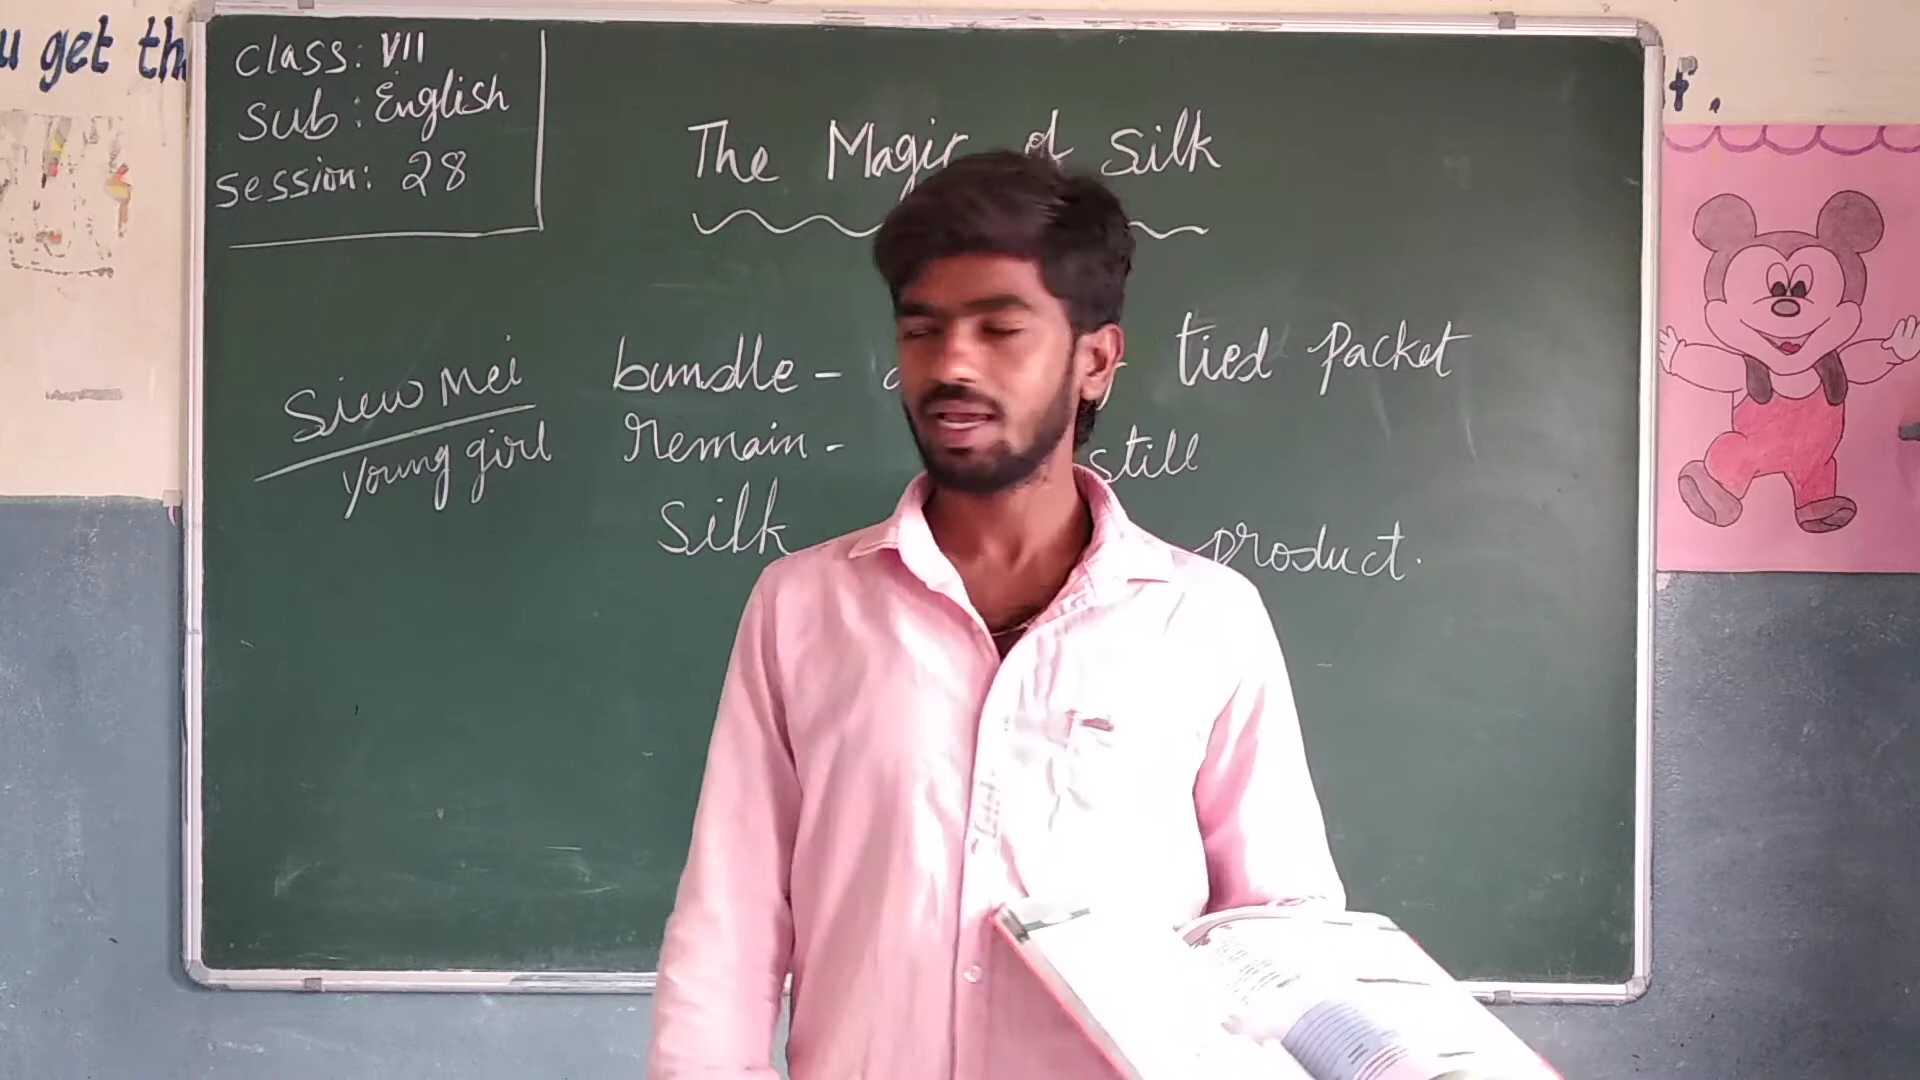 u get th
t.
Class: VII
Sub: English
Session: 28
The Magic of Silk
Siew Mei
young girl
bundle - tied Packet
Remain - still
Silk product.